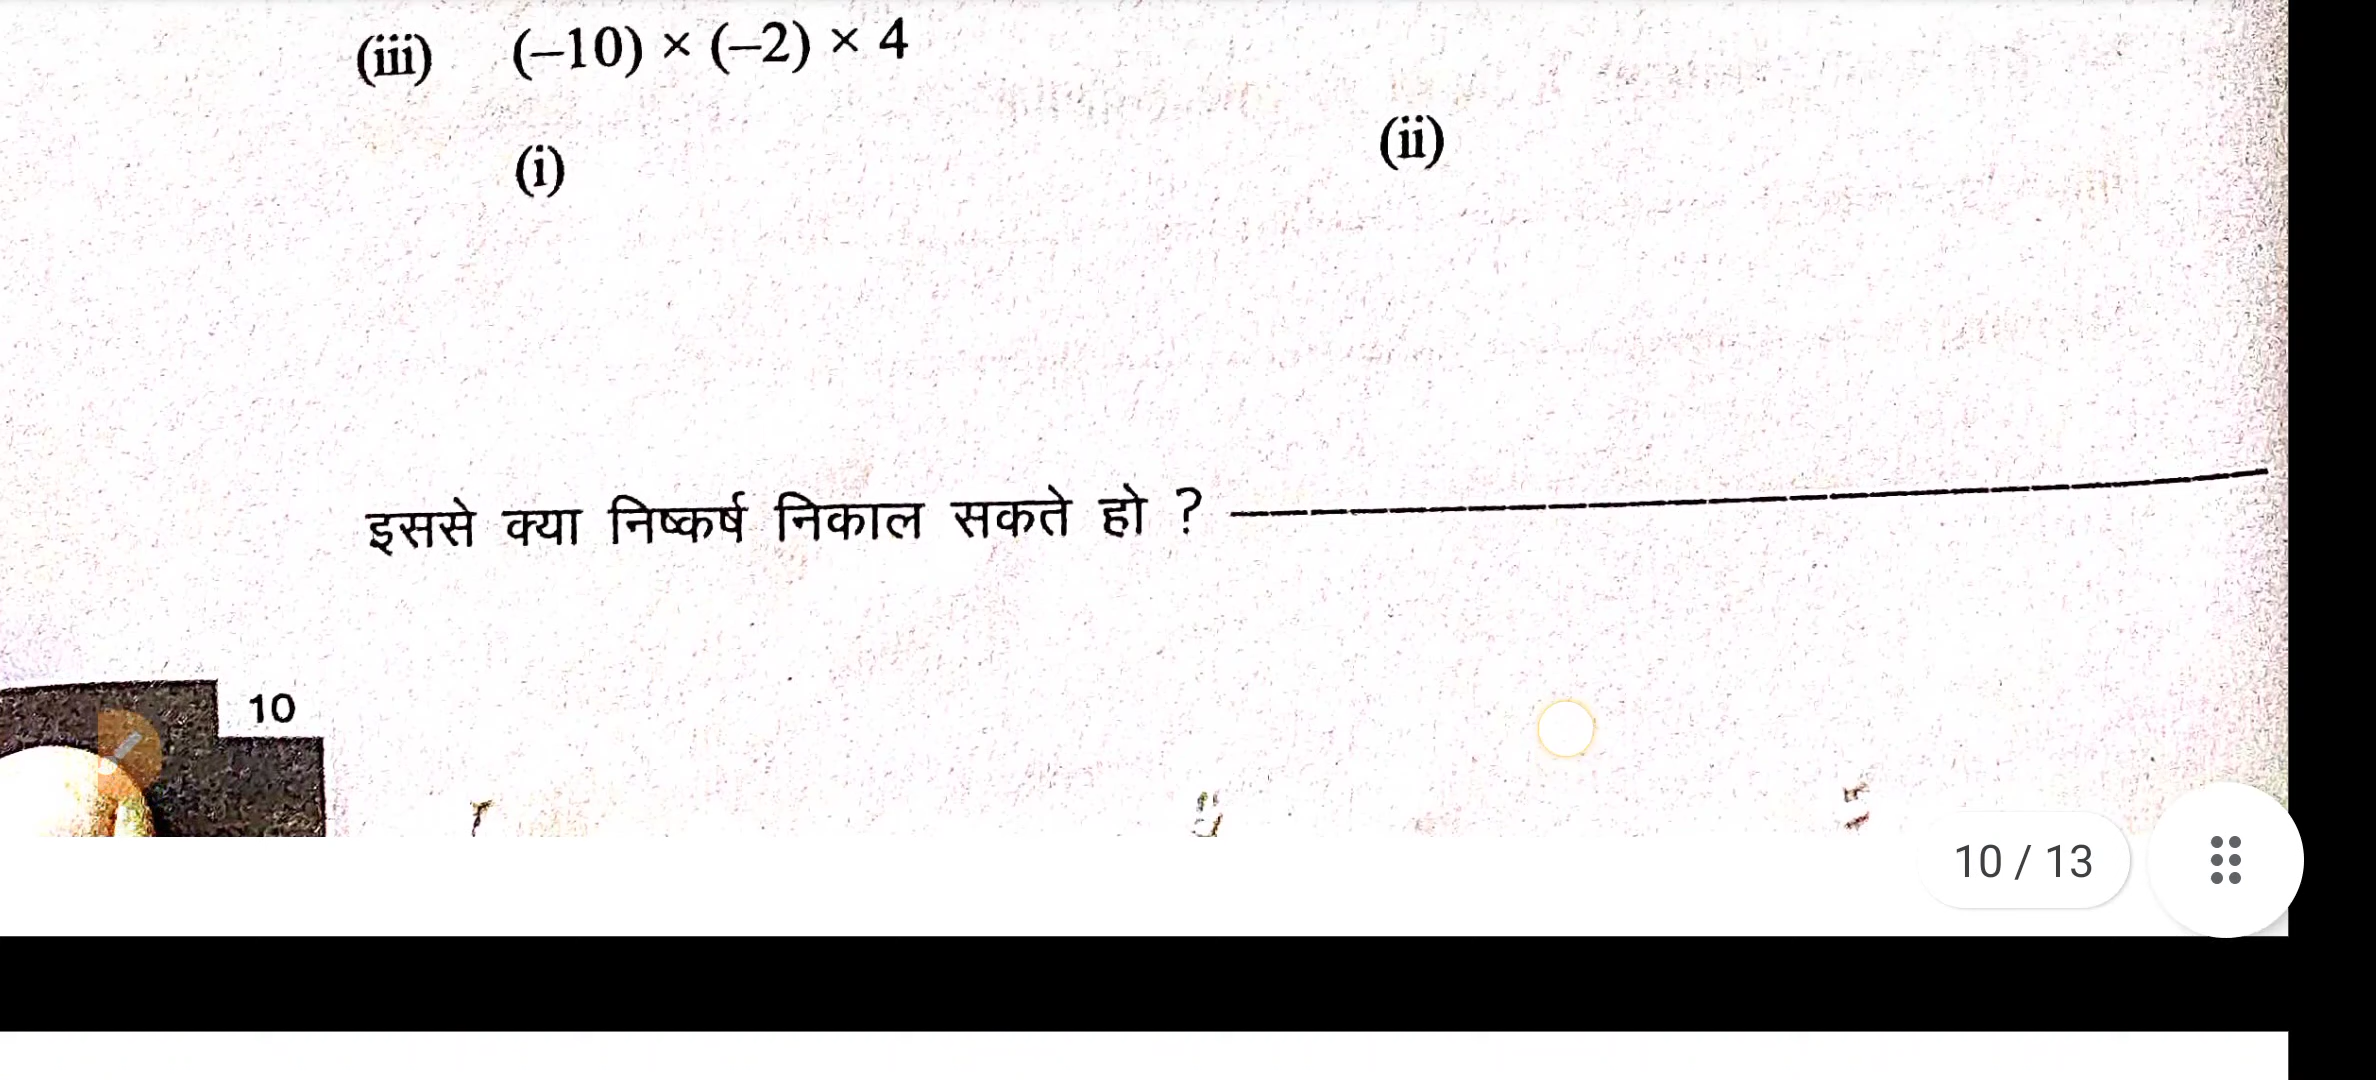 (iii) (–10) × (–2) × 4
(i) (ii)
इससे क्या निष्कर्ष निकाल सकते हो ?
10
10 / 13